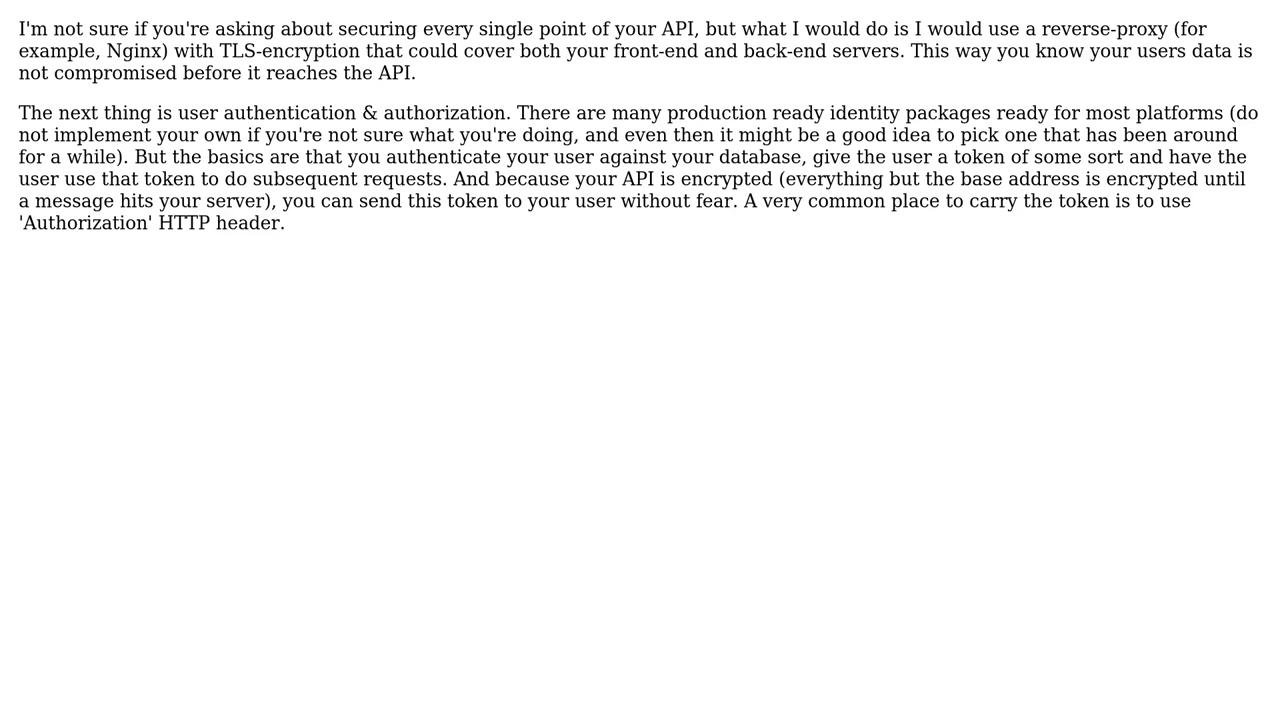 I'm not sure if you're asking about securing every single point of your API, but what I would do is I would use a reverse-proxy (for
example, Nginx) with TLS-encryption that could cover both your front-end and back-end servers. This way you know your users data is
not compromised before it reaches the API.
The next thing is user authentication & authorization. There are many production ready identity packages ready for most platforms (do
not implement your own if you're not sure what you're doing, and even then it might be a good idea to pick one that has been around
for a while). But the basics are that you authenticate your user against your database, give the user a token of some sort and have the
user use that token to do subsequent requests. And because your API is encrypted (everything but the base address is encrypted until
a message hits your server), you can send this token to your user without fear. A very common place to carry the token is to use
'Authorization' HTTP header.